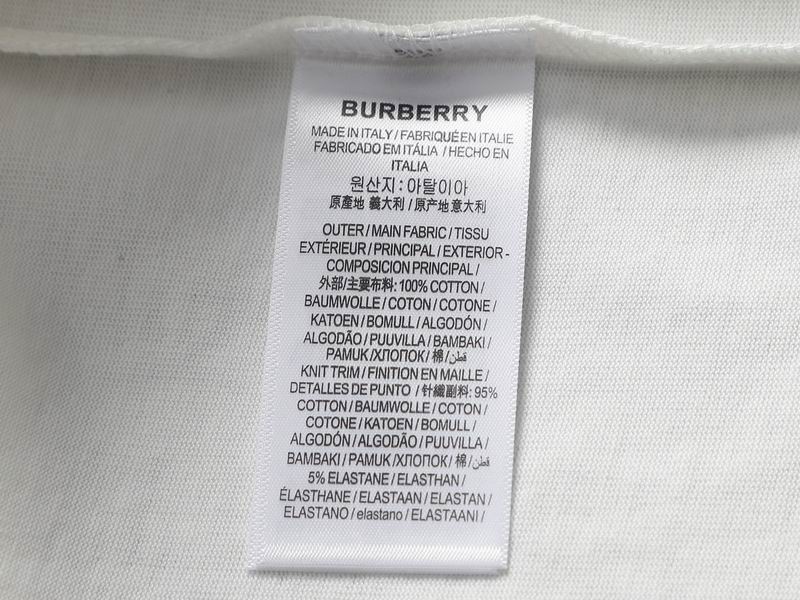 BURBERRY
MADE IN ITALY / FABRIQUÉ EN ITALIE
FABRICADO EM ITÁLIA / HECHO EN
ITALIA
원산지: 아탈이아
原產地 義大利 / 原产地意大利
OUTER / MAIN FABRIC / TISSU
EXTÉRIEUR / PRINCIPAL / EXTERIOR -
COMPOSICION PRINCIPAL /
外部/主要布料: 100% COTTON /
BAUMWOLLE / COTON / COTONE /
KATOEN / BOMULL / ALGODÓN /
ALGODÃO / PUUVILLA / BAMBAKI /
PAMUK /ХЛОПОК / 棉 /قطن
KNIT TRIM / FINITION EN MAILLE /
DETALLES DE PUNTO / 针織副料: 95%
COTTON / BAUMWOLLE / COTON /
COTONE / KATOEN / BOMULL /
ALGODÓN / ALGODÃO / PUUVILLA /
BAMBAKI / PAMUK /ХЛОПОК / 棉 /قطن
5% ELASTANE / ELASTHAN /
ÉLASTHANE / ELASTAAN / ELASTAN /
ELASTANO / elastano / ELASTAANI /